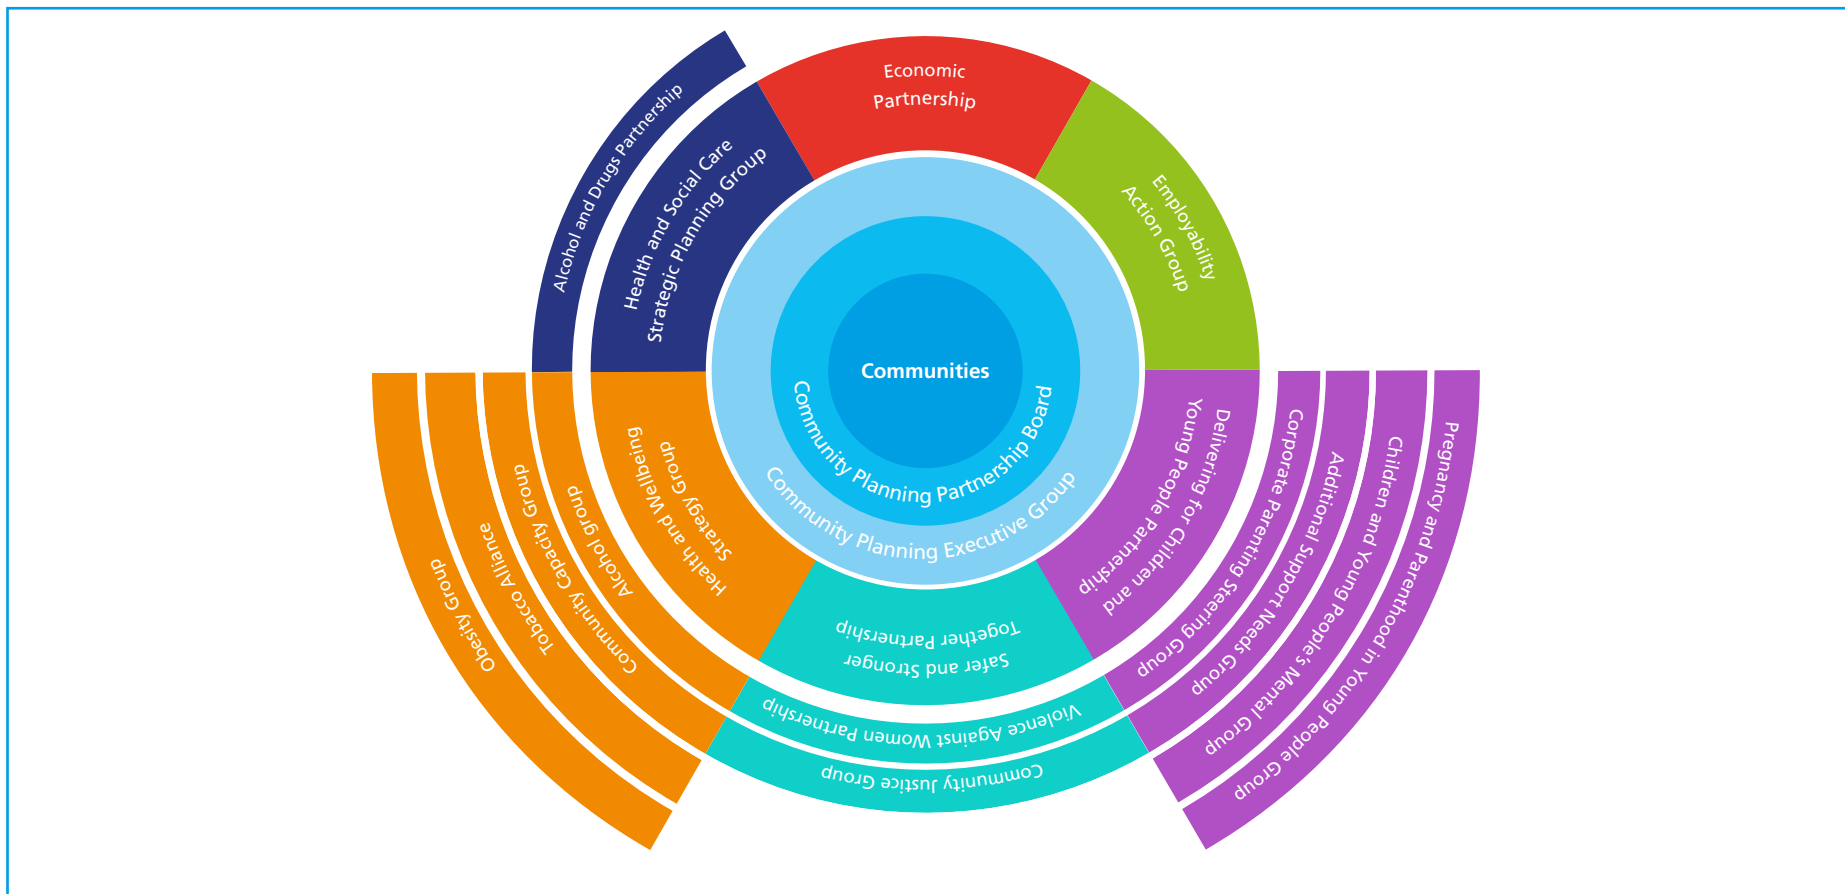 Communities
Community Planning Partnership Board
Community Planning Executive Group
Economic
Partnership
Employability
Action Group
Delivering for Children and
Young People Partnership
Corporate Parenting Steering Group
Additional Support Needs Group
Children and Young People's Mental Group
Pregnancy and Parenthood in Young People Group
Safer and Stronger
Together Partnership
Violence Against Women Partnership
Community Justice Group
Health and Wellbeing
Strategy Group
Alcohol group
Community Capacity Group
Tobacco Alliance
Obesity Group
Health and Social Care
Strategic Planning Group
Alcohol and Drugs Partnership